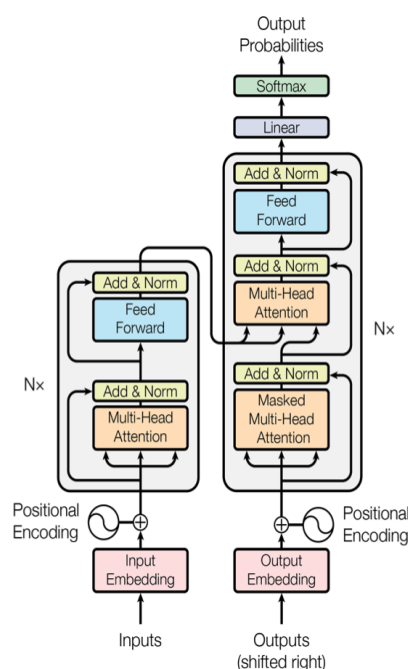 Output
Probabilities
Softmax
Linear
Add & Norm
Feed
Forward
Add & Norm
Multi-Head
Attention
Nx
Add & Norm
Masked
Multi-Head
Attention
Positional
Encoding
Output
Embedding
Outputs
(shifted right)
Add & Norm
Feed
Forward
N×
Add & Norm
Multi-Head
Attention
Positional
Encoding
Input
Embedding
Inputs